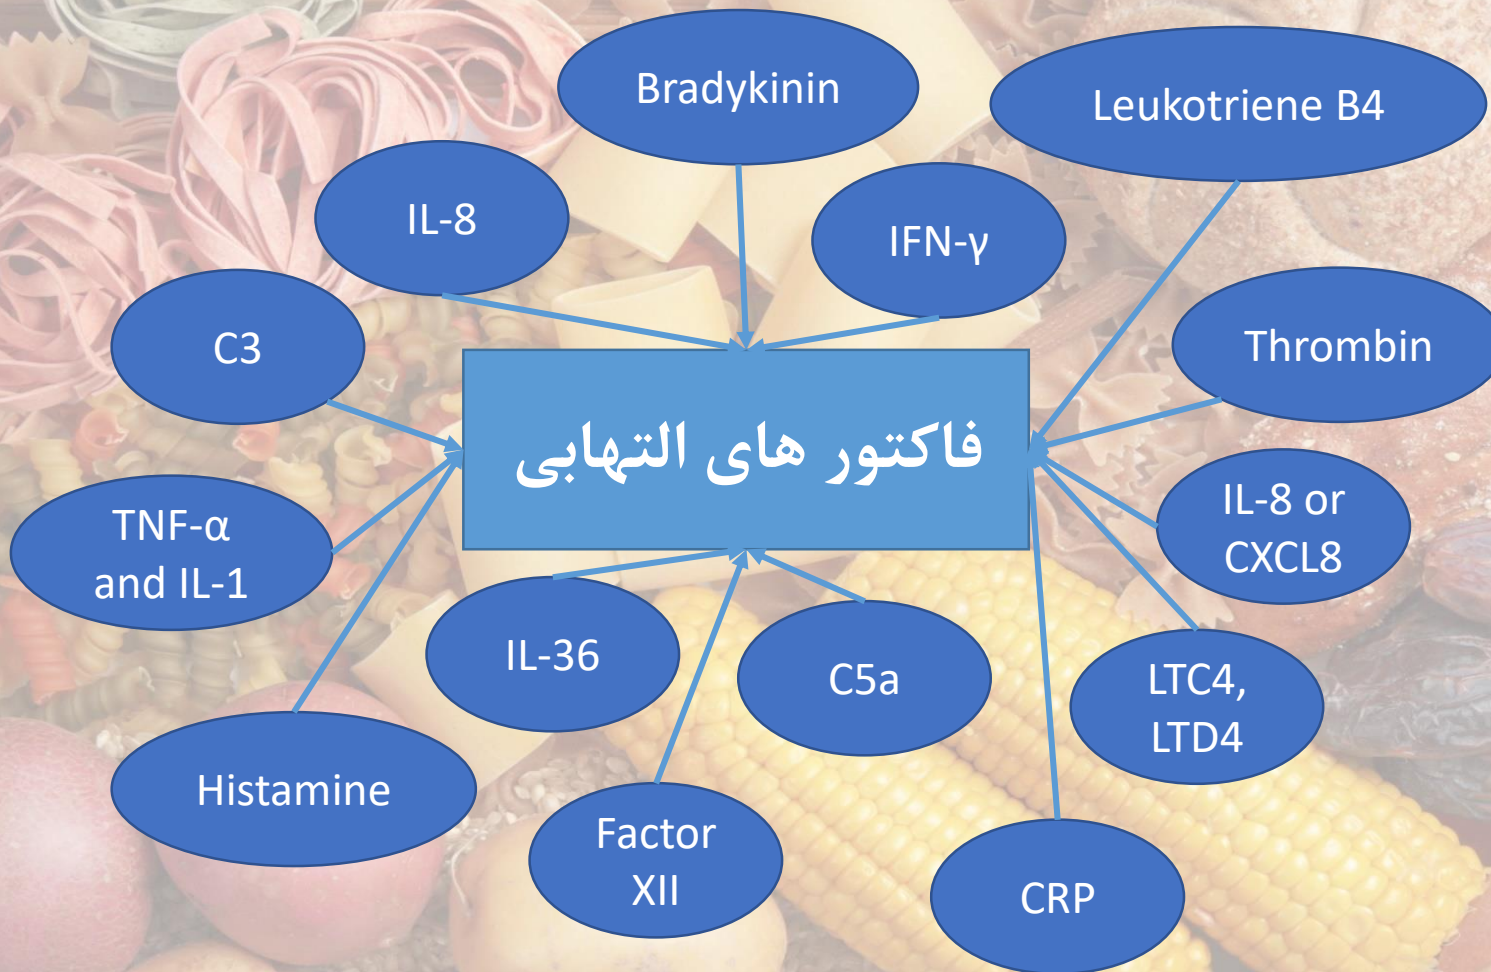 Bradykinin
Leukotriene B4
IL-8
IFN-γ
C3
Thrombin
فاکتور های التهابی
TNF-α
and IL-1
IL-8 or
CXCL8
IL-36
C5a
LTC4,
LTD4
Histamine
Factor
XII
CRP